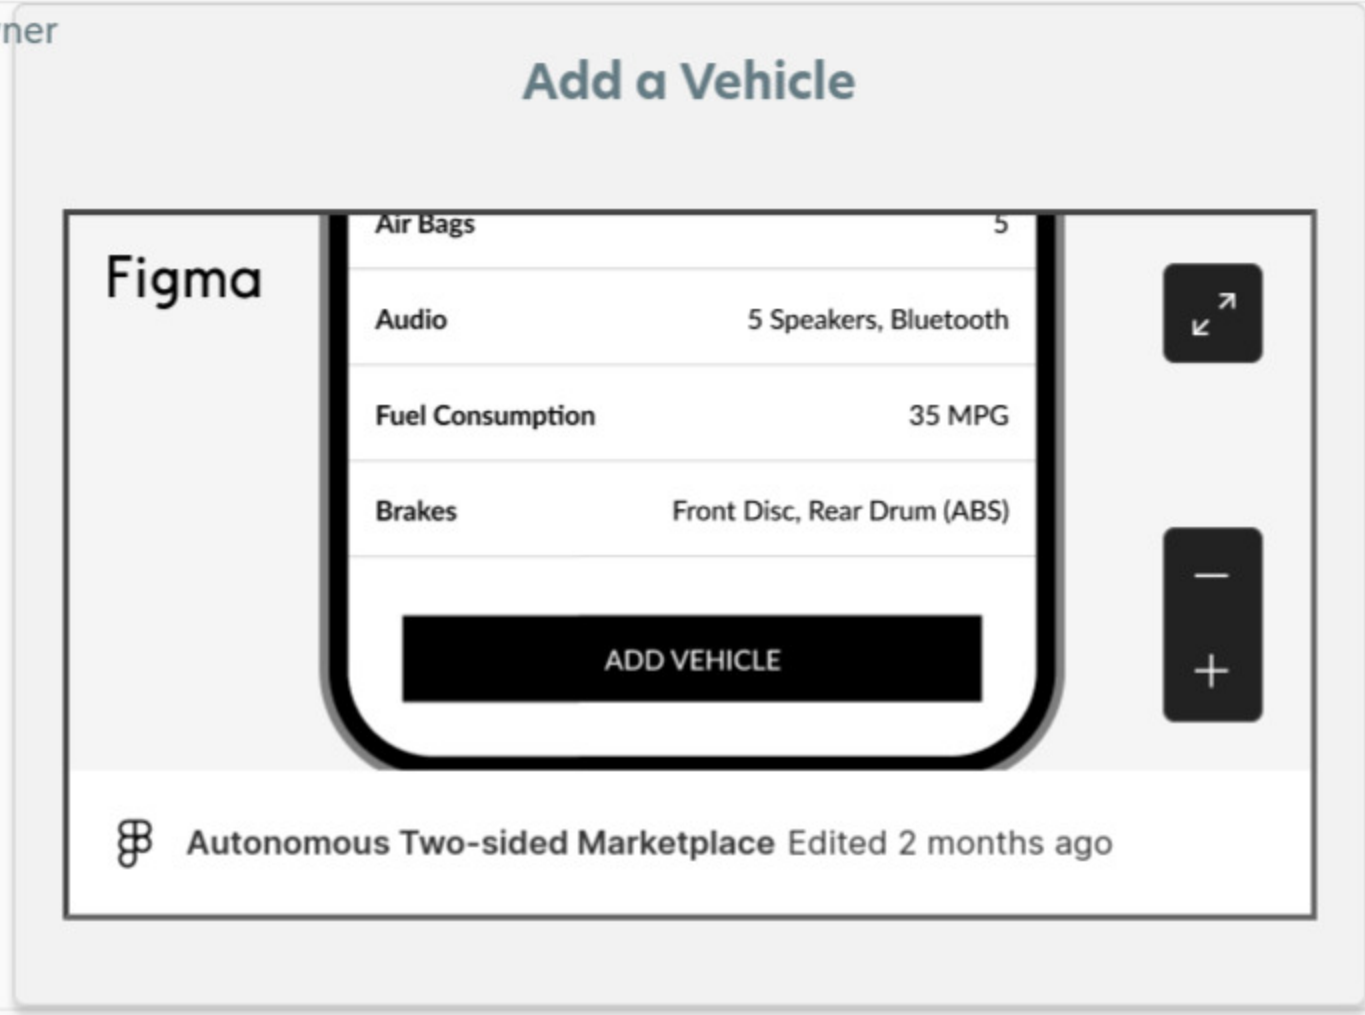 Add a Vehicle
Figma
Air Bags 5
Audio 5 Speakers, Bluetooth
Fuel Consumption 35 MPG
Brakes Front Disc, Rear Drum (ABS)
ADD VEHICLE
Autonomous Two-sided Marketplace Edited 2 months ago